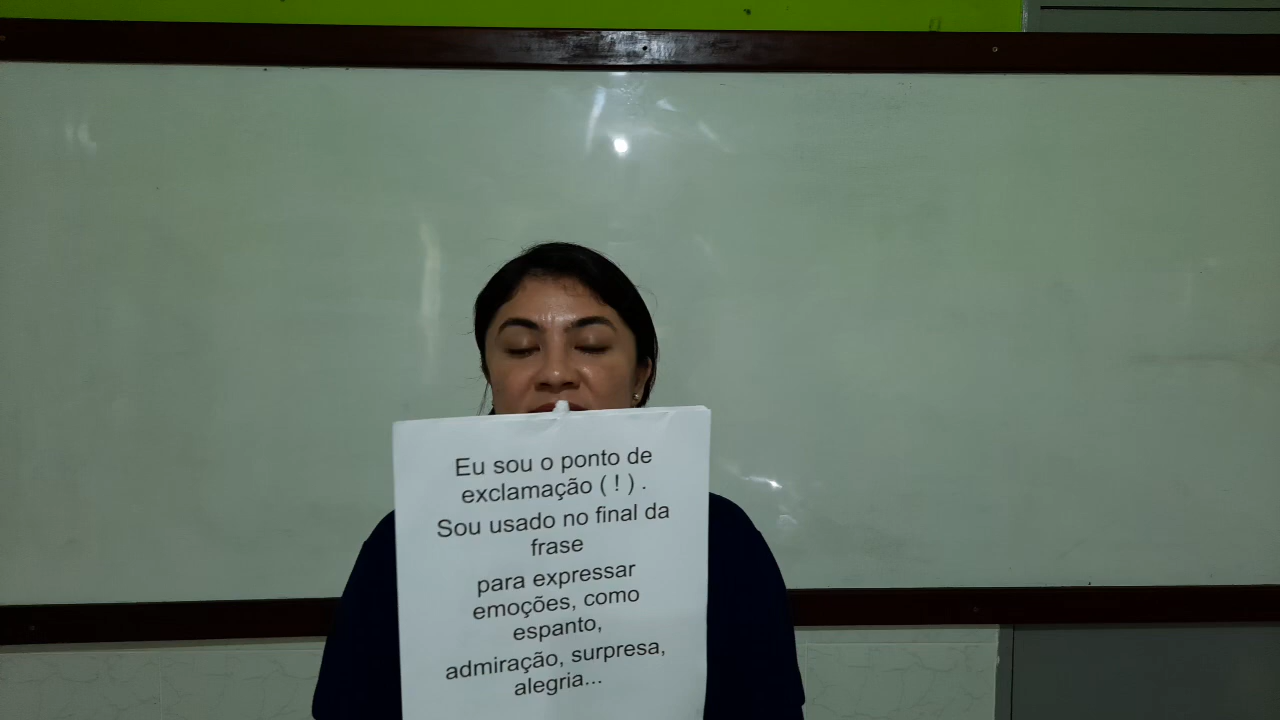 Eu sou o ponto de
exclamação ( ! ) .
Sou usado no final da
frase
para expressar
emoções, como
espanto,
admiração, surpresa,
alegria...